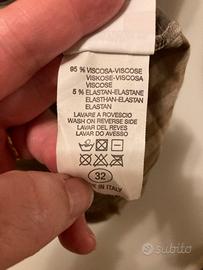 95 % VISCOSA-VISCOSE
VISKOSE-VISKOSE
VISCOSE
5 % ELASTAN-ELASTANE
ELASTHAN-ELASTAN
ELASTAN
LAVARE A ROVESCIO
WASH ON REVERSE SIDE
LAVAR DEL REVES
LAVAR DO AVESSO
32
MADE IN ITALY
subito